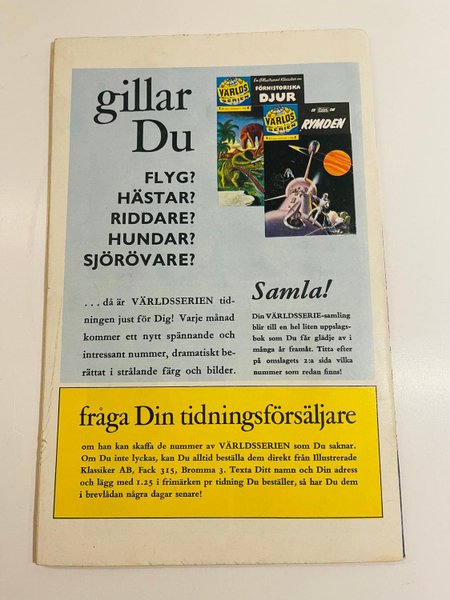 gillar
Du
FLYG?
HÄSTAR?
RIDDARE?
HUNDAR?
SJÖRÖVARE?
En Illustrerad Klassiker om
FÖRHISTORISKA
DJUR
VÄRLDS
SERIEN
RYMDEN
VÄRLDS
SERIEN
. . . då är VÄRLDSSERIEN tid-
ningen just för Dig! Varje månad
kommer ett nytt spännande och
intressant nummer, dramatiskt be-
rättat i strålande färg och bilder.
Samla!
Din VÄRLDSSERIE-samling
blir till en hel liten uppslags-
bok som Du får glädje av i
många år framåt. Titta efter
på omslagets 2:a sida vilka
nummer som redan finns!
fråga Din tidningsförsäljare
om han kan skaffa de nummer av VÄRLDSSERIEN som Du saknar.
Om Du inte lyckas, kan Du alltid beställa dem direkt från Illustrerade
Klassiker AB, Fack 315, Bromma 3. Texta Ditt namn och Din adress
och lägg med 1.25 i frimärken pr tidning Du beställer, så har Du dem
i brevlådan några dagar senare!